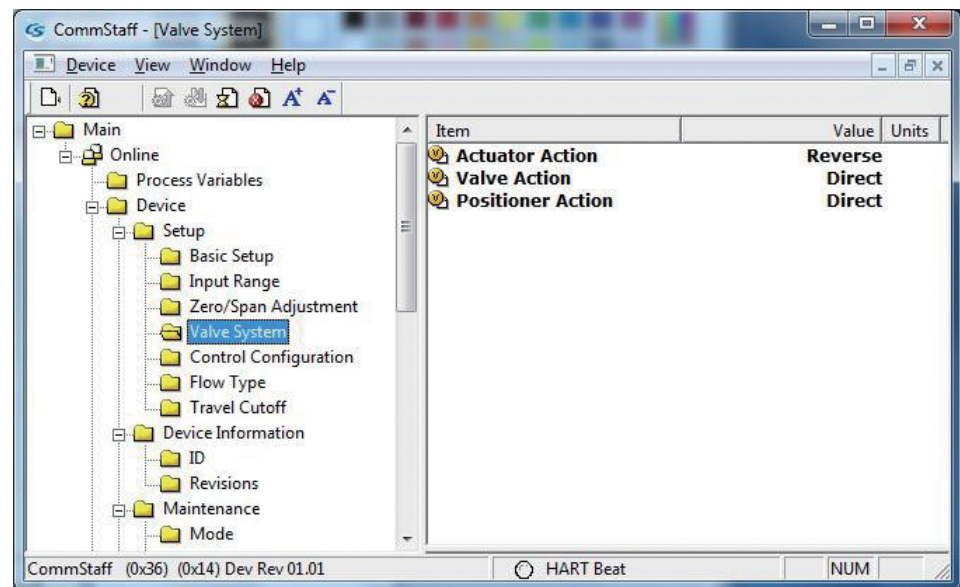 CommStaff - [Valve System]
Device View Window Help
A+ A-
Main
Online
Process Variables
Device
Setup
Basic Setup
Input Range
Zero/Span Adjustment
Valve System
Control Configuration
Flow Type
Travel Cutoff
Device Information
ID
Revisions
Maintenance
Mode
Item Value Units
Actuator Action Reverse
Valve Action Direct
Positioner Action Direct
CommStaff (0x36) (0x14) Dev Rev 01.01 HART Beat NUM